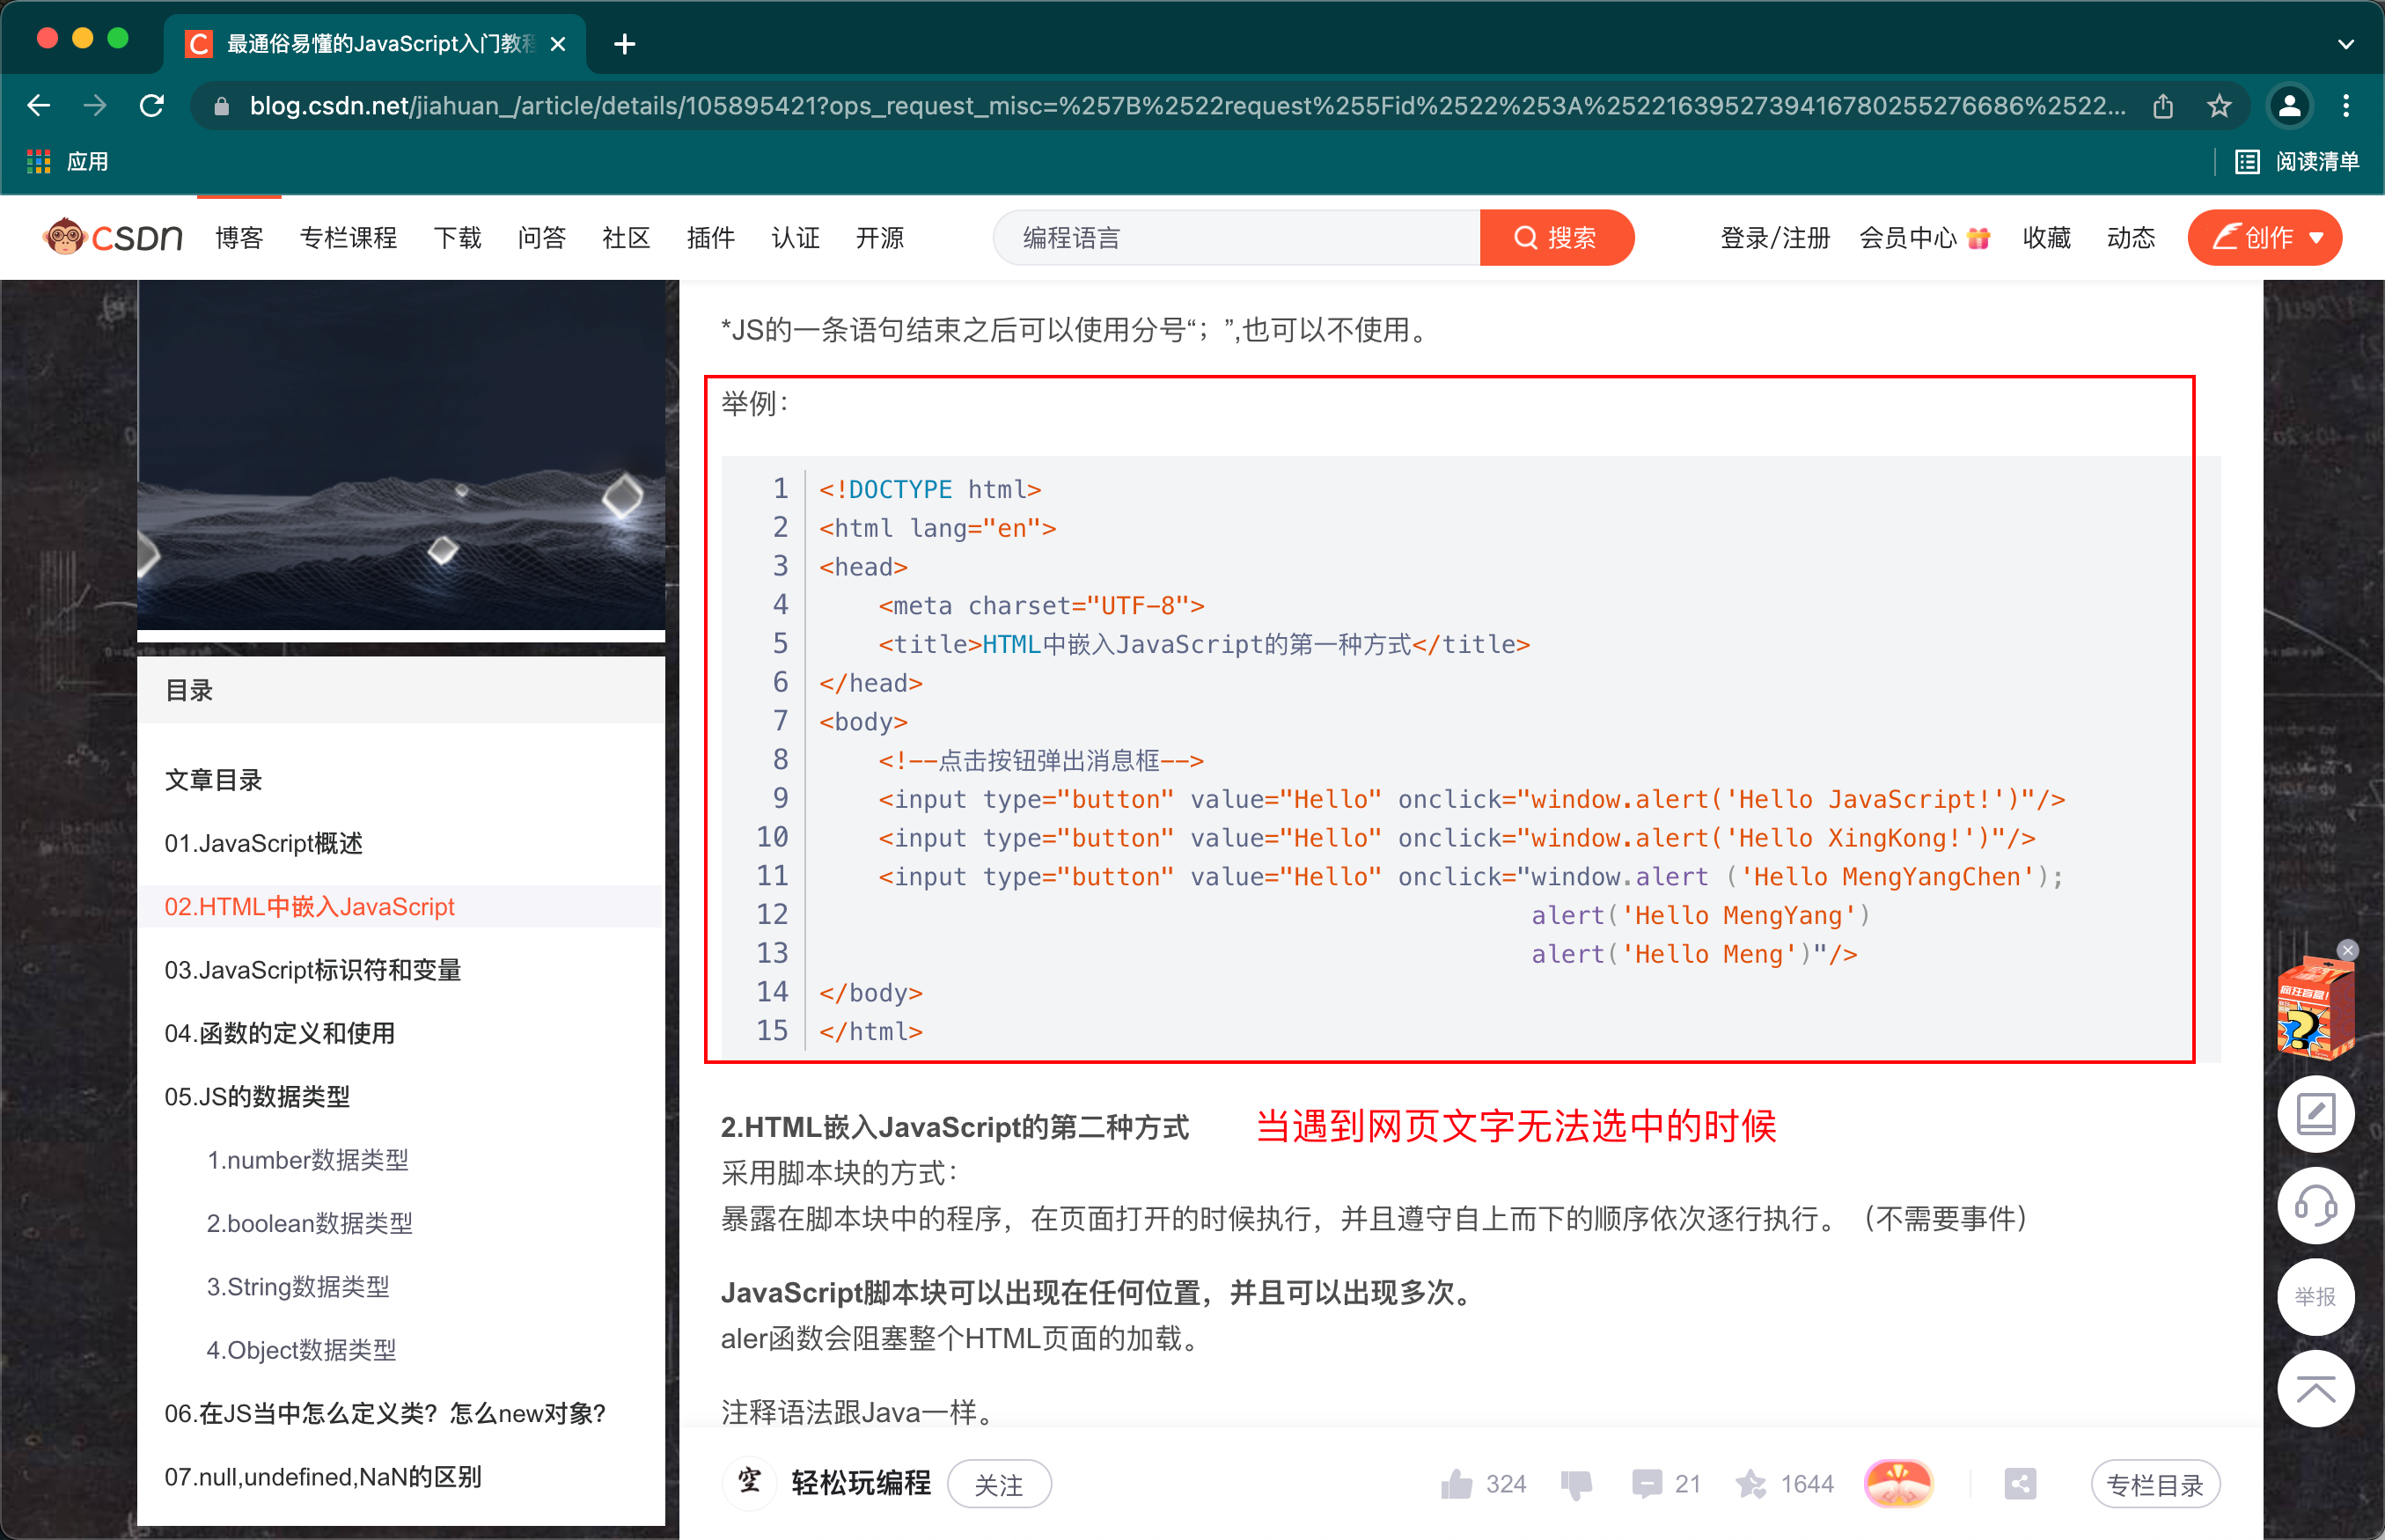 最通俗易懂的JavaScript入门教程
blog.csdn.net/jiahuan_/article/details/105895421?ops_request_misc=%257B%2522request%255Fid%2522%253A%2522163952739416780255276686%2522...
应用
阅读清单
CSDN 博客 专栏课程 下载 问答 社区 插件 认证 开源 编程语言 搜索 登录/注册 会员中心 收藏 动态 创作
*JS的一条语句结束之后可以使用分号“；”,也可以不使用。
举例：
1 <!DOCTYPE html>
2 <html lang="en">
3 <head>
4     <meta charset="UTF-8">
5     <title>HTML中嵌入JavaScript的第一种方式</title>
6 </head>
7 <body>
8     <!--点击按钮弹出消息框-->
9     <input type="button" value="Hello" onclick="window.alert('Hello JavaScript!')"/>
10     <input type="button" value="Hello" onclick="window.alert('Hello XingKong!')"/>
11     <input type="button" value="Hello" onclick="window.alert ('Hello MengYangChen');
12                                                 alert('Hello MengYang')
13                                                 alert('Hello Meng')"/>
14 </body>
15 </html>
2.HTML嵌入JavaScript的第二种方式
当遇到网页文字无法选中的时候
采用脚本块的方式：
暴露在脚本块中的程序，在页面打开的时候执行，并且遵守自上而下的顺序依次逐行执行。（不需要事件）
JavaScript脚本块可以出现在任何位置，并且可以出现多次。
aler函数会阻塞整个HTML页面的加载。
注释语法跟Java一样。
目录
文章目录
01.JavaScript概述
02.HTML中嵌入JavaScript
03.JavaScript标识符和变量
04.函数的定义和使用
05.JS的数据类型
1.number数据类型
2.boolean数据类型
3.String数据类型
4.Object数据类型
06.在JS当中怎么定义类？怎么new对象？
07.null,undefined,NaN的区别
疯狂盲盒!
举报
空 轻松玩编程 关注 324 21 1644 专栏目录